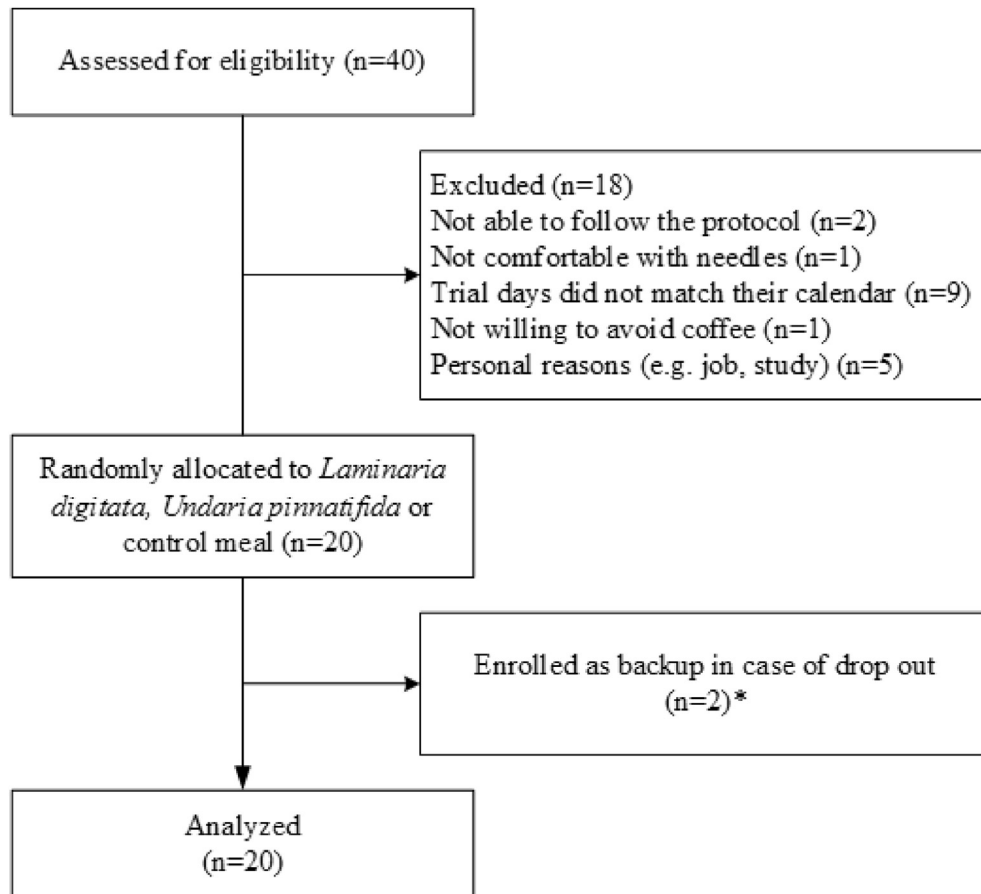 Assessed for eligibility (n=40)
Excluded (n=18)
Not able to follow the protocol (n=2)
Not comfortable with needles (n=1)
Trial days did not match their calendar (n=9)
Not willing to avoid coffee (n=1)
Personal reasons (e.g. job, study) (n=5)
Randomly allocated to Laminaria
digitata, Undaria pinnatifida or
control meal (n=20)
Enrolled as backup in case of drop out
(n=2)*
Analyzed
(n=20)